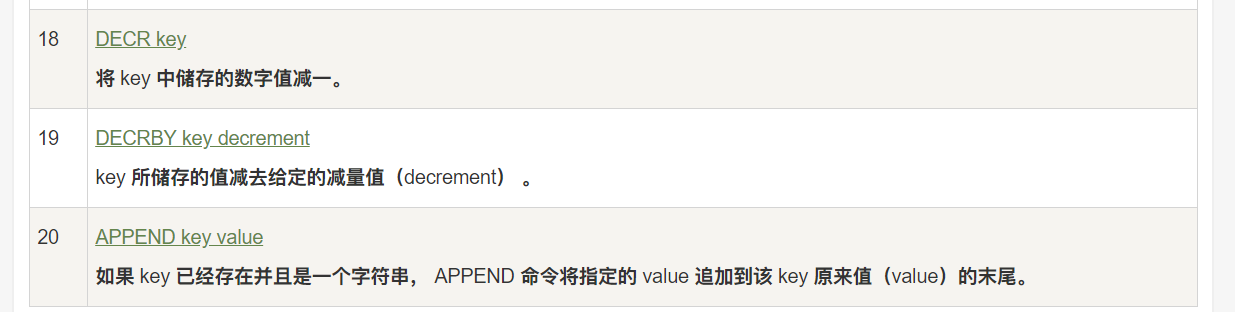 18 DECR key
将 key 中储存的数字值减一。
19 DECRBY key decrement
key 所储存的值减去给定的减量值（decrement） 。
20 APPEND key value
如果 key 已经存在并且是一个字符串， APPEND 命令将指定的 value 追加到该 key 原来值（value）的末尾。